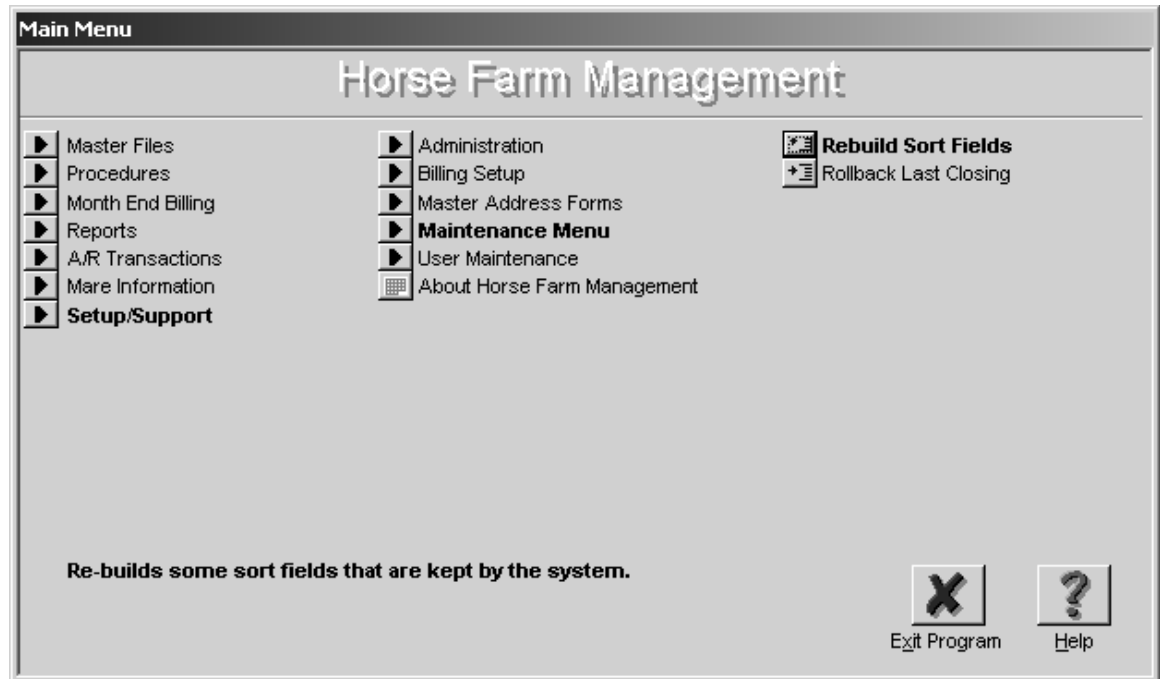 Main Menu
Horse Farm Management
Master Files
Procedures
Month End Billing
Reports
A/R Transactions
Mare Information
Setup/Support
Administration
Billing Setup
Master Address Forms
Maintenance Menu
User Maintenance
About Horse Farm Management
Rebuild Sort Fields
Rollback Last Closing
Re-builds some sort fields that are kept by the system.
Exit Program
Help